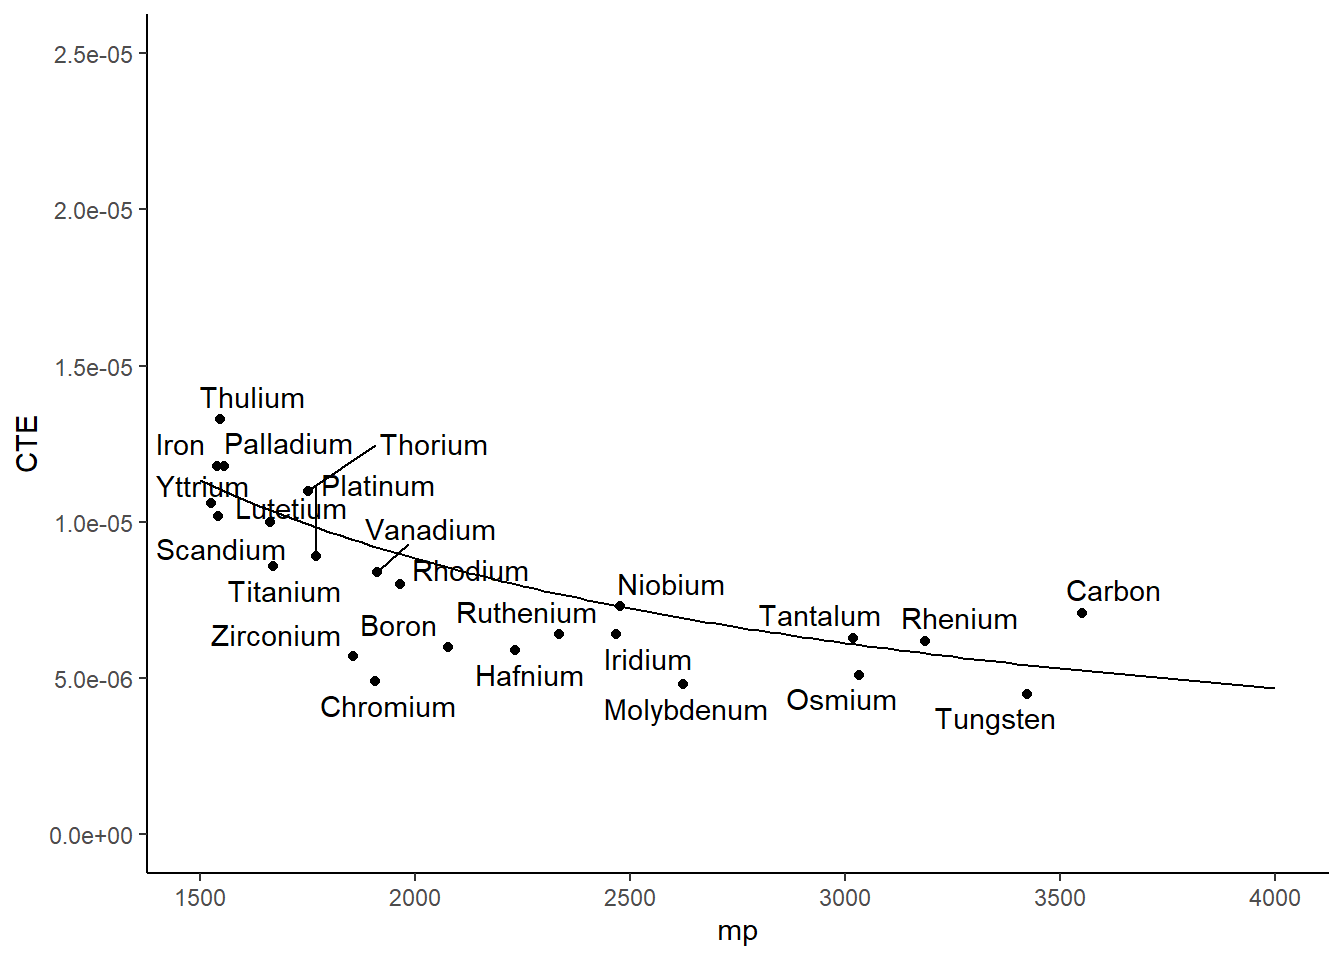 2.5e-05
2.0e-05
1.5e-05
1.0e-05
5.0e-06
0.0e+00
CTE
Thulium
Iron
Palladium
Thorium
Yttrium
Platinum
Lutetium
Vanadium
Scandium
Rhodium
Titanium
Niobium
Carbon
Ruthenium
Tantalum
Rhenium
Boron
Zirconium
Iridium
Hafnium
Osmium
Chromium
Molybdenum
Tungsten
1500
2000
2500
3000
3500
4000
mp